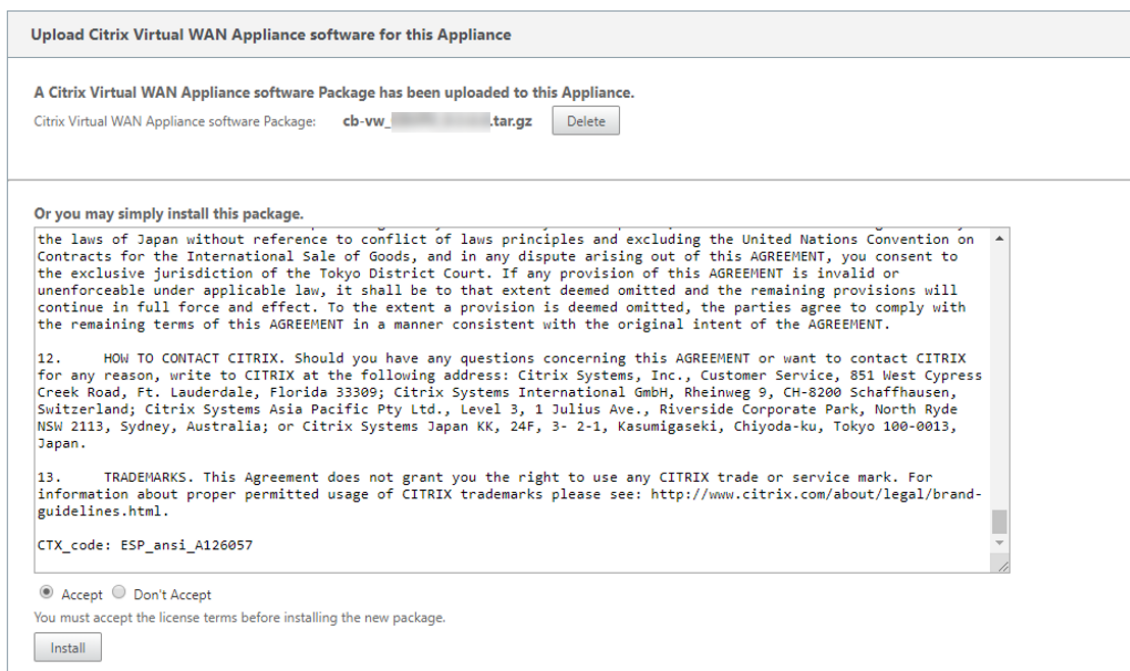 Upload Citrix Virtual WAN Appliance software for this Appliance
A Citrix Virtual WAN Appliance software Package has been uploaded to this Appliance.
Citrix Virtual WAN Appliance software Package: cb-vw_ .tar.gz Delete
Or you may simply install this package.
the laws of Japan without reference to conflict of laws principles and excluding the United Nations Convention on
Contracts for the International Sale of Goods, and in any dispute arising out of this AGREEMENT, you consent to
the exclusive jurisdiction of the Tokyo District Court. If any provision of this AGREEMENT is invalid or
unenforceable under applicable law, it shall be to that extent deemed omitted and the remaining provisions will
continue in full force and effect. To the extent a provision is deemed omitted, the parties agree to comply with
the remaining terms of this AGREEMENT in a manner consistent with the original intent of the AGREEMENT.
12. HOW TO CONTACT CITRIX. Should you have any questions concerning this AGREEMENT or want to contact CITRIX
for any reason, write to CITRIX at the following address: Citrix Systems, Inc., Customer Service, 851 West Cypress
Creek Road, Ft. Lauderdale, Florida 33309; Citrix Systems International GmbH, Rheinweg 9, CH-8200 Schaffhausen,
Switzerland; Citrix Systems Asia Pacific Pty Ltd., Level 3, 1 Julius Ave., Riverside Corporate Park, North Ryde
NSW 2113, Sydney, Australia; or Citrix Systems Japan KK, 24F, 3- 2-1, Kasumigaseki, Chiyoda-ku, Tokyo 100-0013,
Japan.
13. TRADEMARKS. This Agreement does not grant you the right to use any CITRIX trade or service mark. For
information about proper permitted usage of CITRIX trademarks please see: http://www.citrix.com/about/legal/brand-
guidelines.html.
CTX_code: ESP_ansi_A126057
Accept Don't Accept
You must accept the license terms before installing the new package.
Install